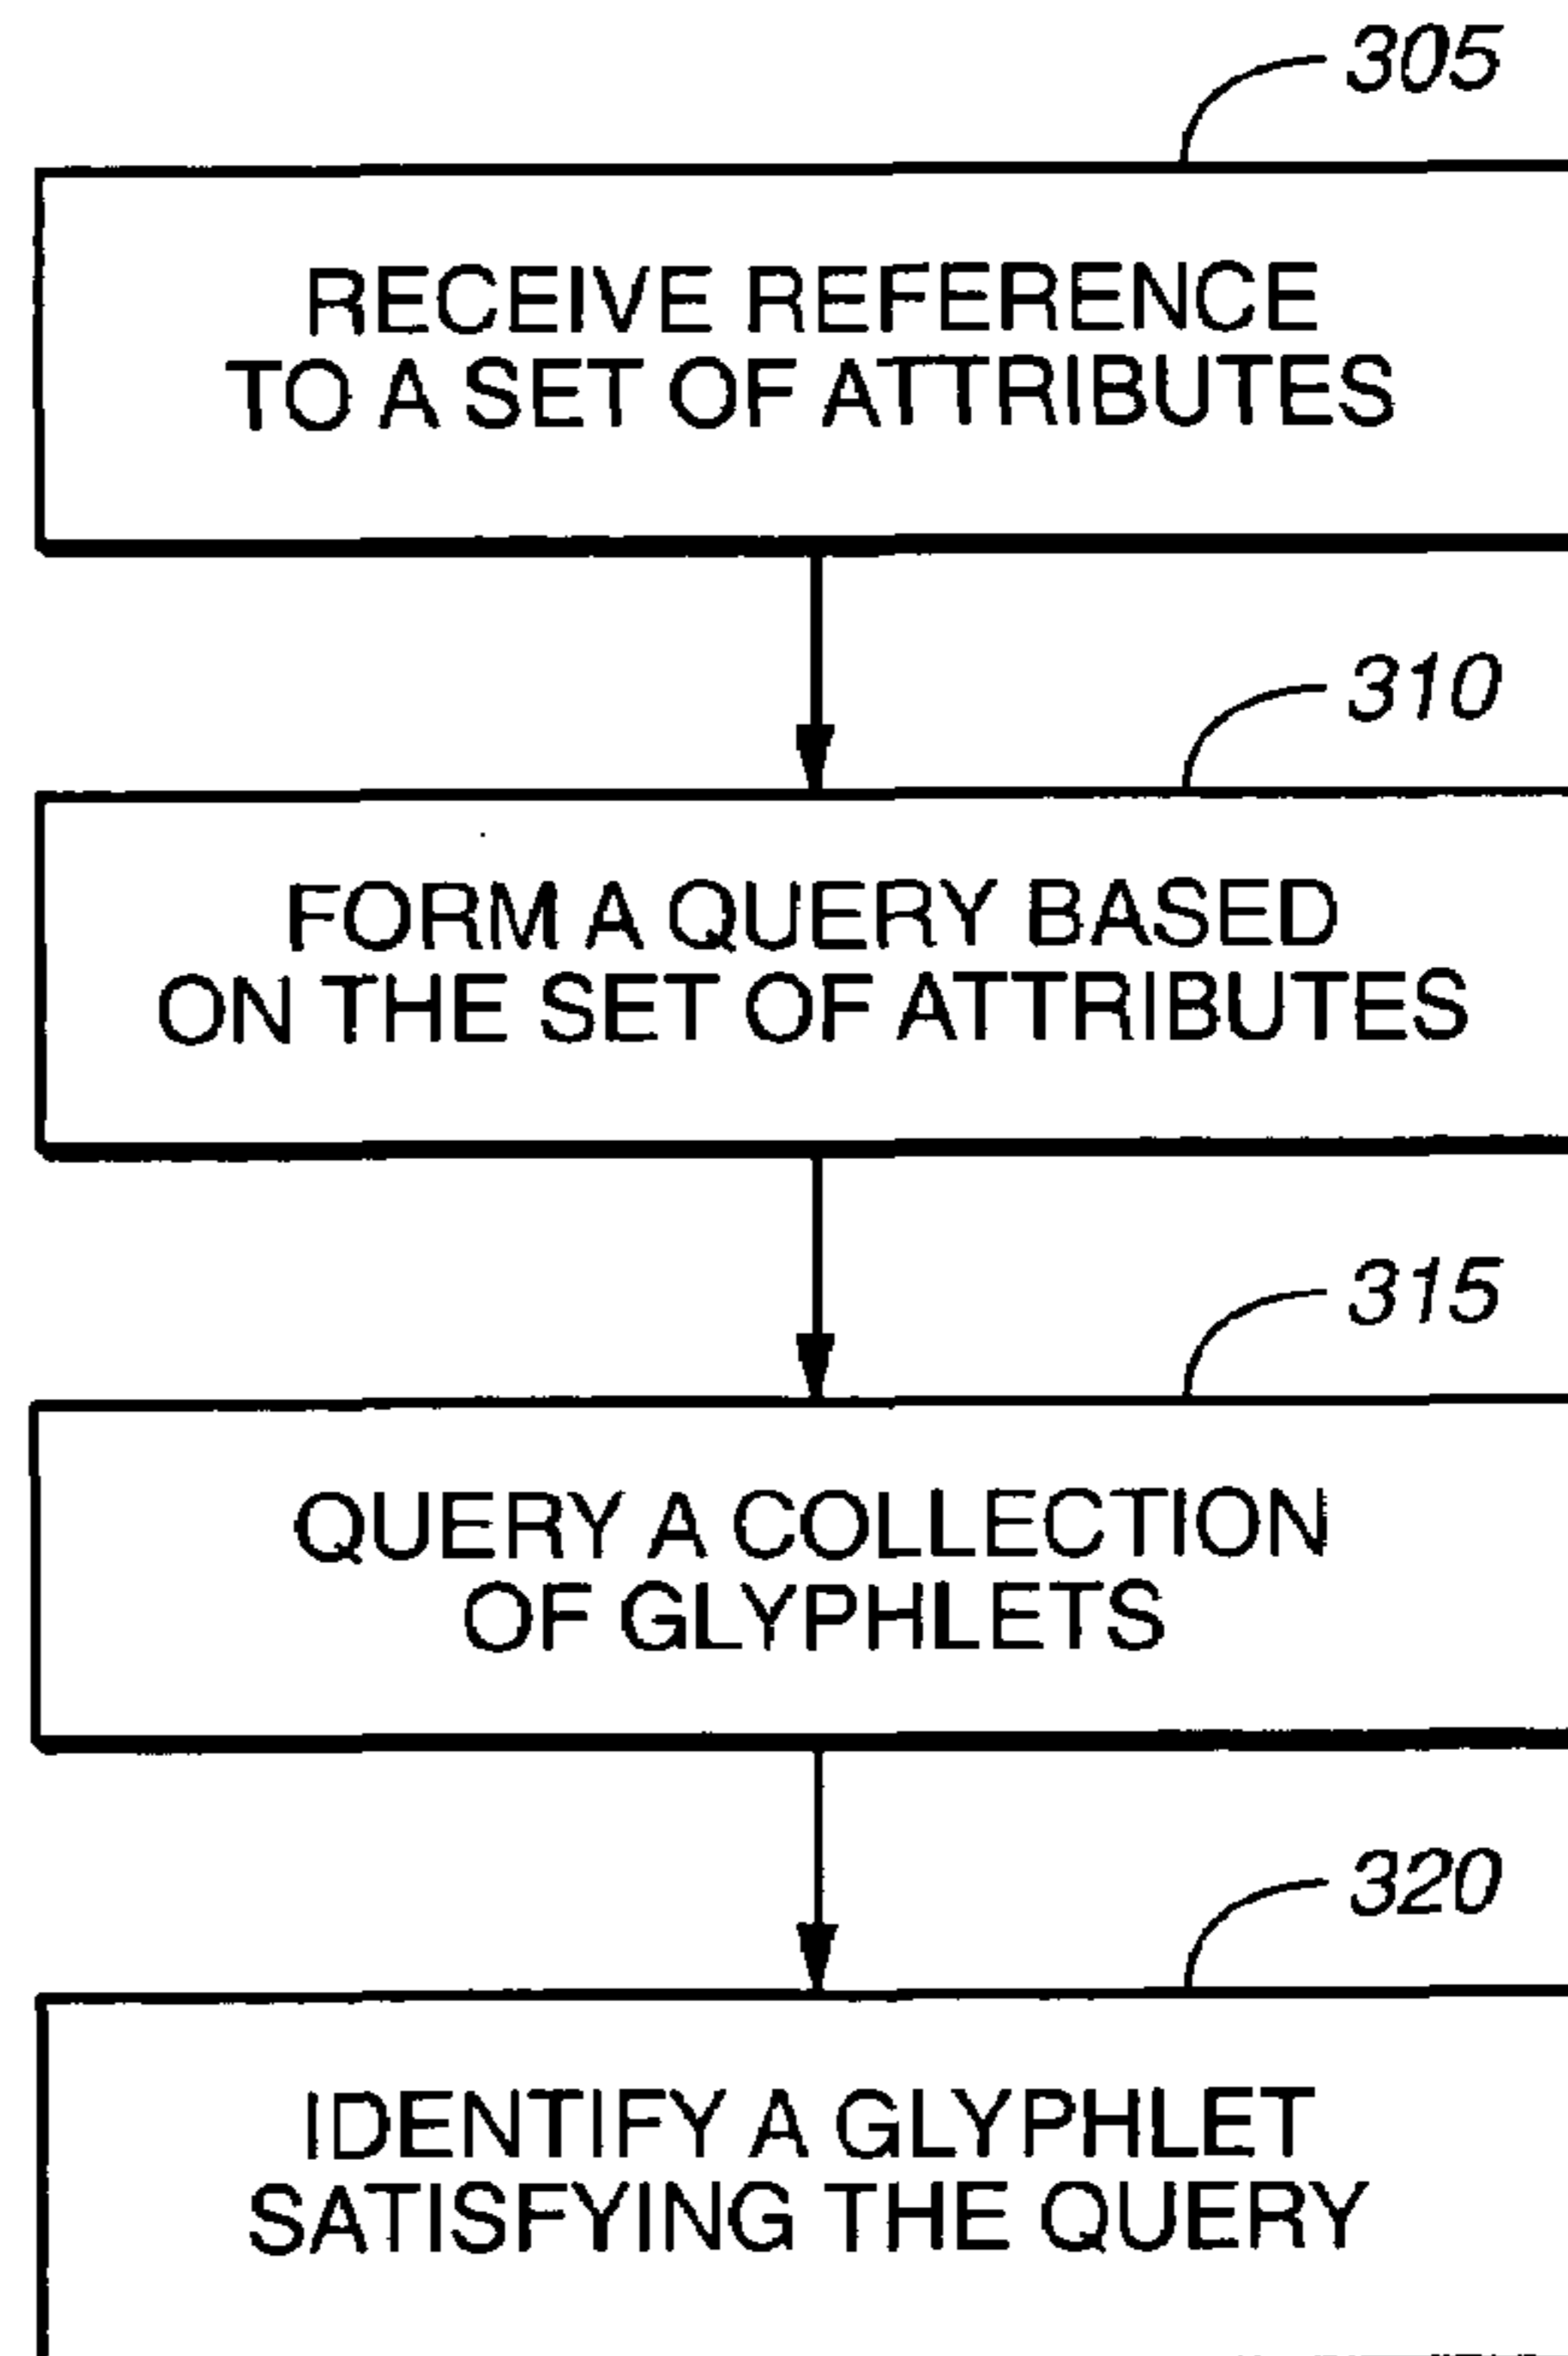 305
RECEIVE REFERENCE
TO A SET OF ATTRIBUTES
310
FORM A QUERY BASED
ON THE SET OF ATTRIBUTES
315
QUERY A COLLECTION
OF GLYPHLETS
320
IDENTIFY A GLYPHLET
SATISFYING THE QUERY